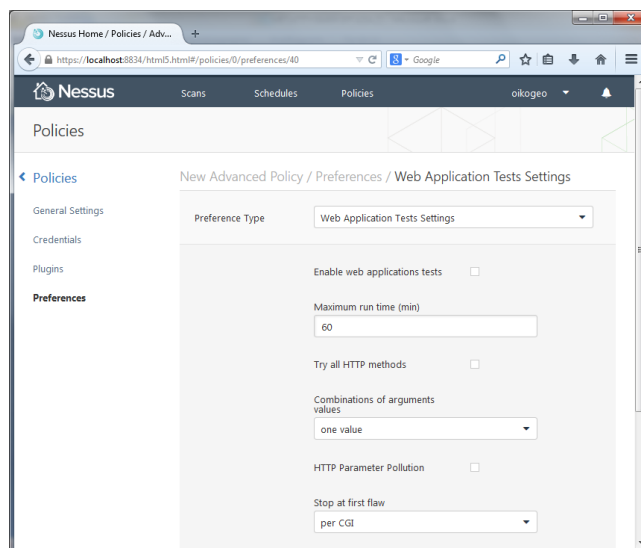 Nessus Home / Policies / Adv...
https://localhost:8834/html5.html#/policies/0/preferences/40
Google
Nessus
Scans
Schedules
Policies
oikogeo
Policies
Policies
New Advanced Policy / Preferences / Web Application Tests Settings
General Settings
Preference Type
Web Application Tests Settings
Credentials
Plugins
Enable web applications tests
Preferences
Maximum run time (min)
60
Try all HTTP methods
Combinations of arguments
values
one value
HTTP Parameter Pollution
Stop at first flaw
per CGI